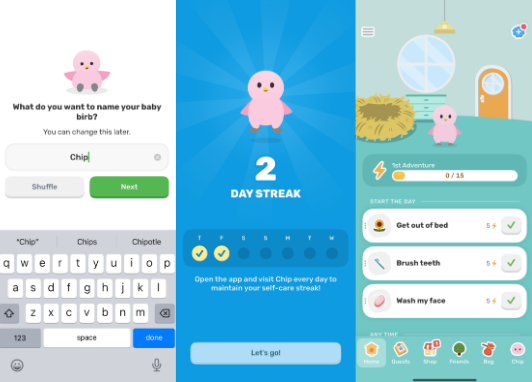 What do you want to name your baby
birb?
You can change this later.
Chip
Shuffle
Next
"Chip"
Chips
Chipotle
q w e r t y u i o p
a s d f g h j k l
z x c v b n m
123
space
done
2
DAY STREAK
T F S S M T W
Open the app and visit Chip every day to
maintain your self-care streak!
Let's go!
1st Adventure
0 / 15
START THE DAY
Get out of bed
5
Brush teeth
5
Wash my face
5
ANY TIME
Home
Quests
Shop
Friends
Bag
Chip